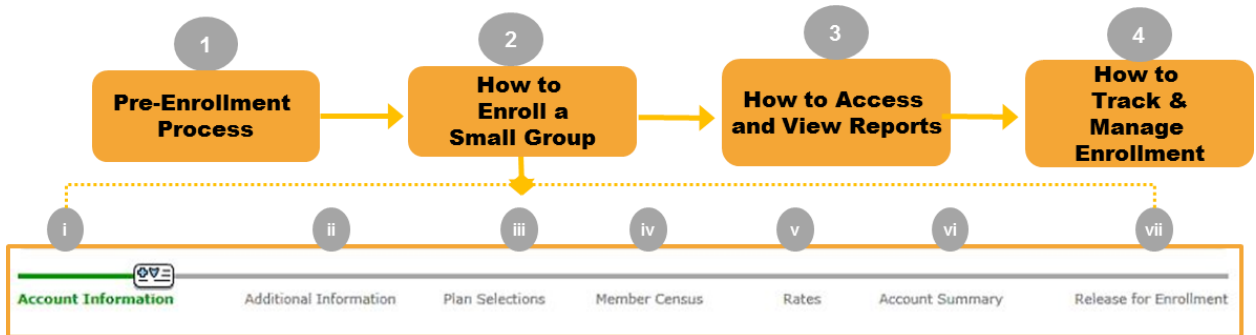 1
2
3
4
Pre-Enrollment
Process
How to
Enroll a
Small Group
How to Access
and View Reports
How to
Track &
Manage
Enrollment
i
ii
iii
iv
v
vi
vii
Account Information
Additional Information
Plan Selections
Member Census
Rates
Account Summary
Release for Enrollment